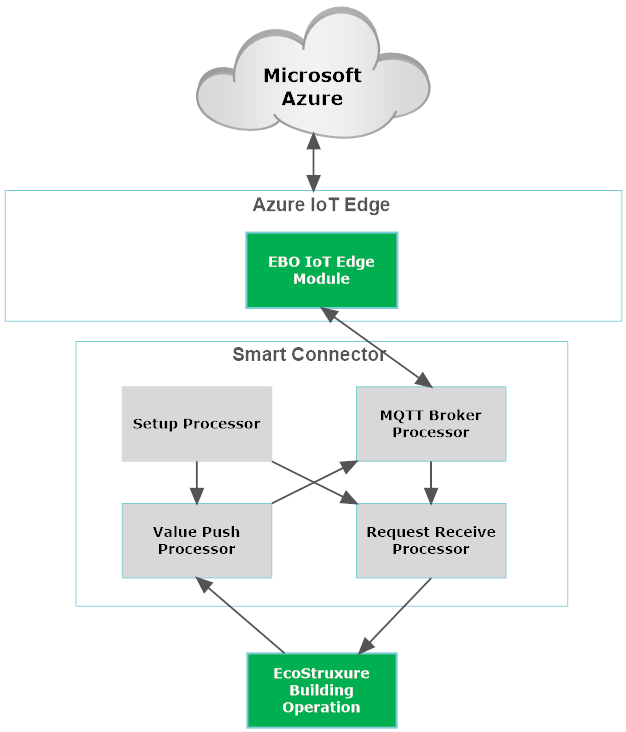 Microsoft
Azure
Azure IoT Edge
EBO IoT Edge
Module
Smart Connector
Setup Processor
MQTT Broker
Processor
Value Push
Processor
Request Receive
Processor
EcoStruxure
Building
Operation